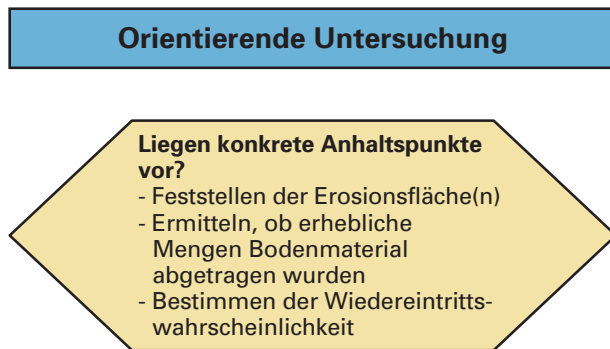 Orientierende Untersuchung
Liegen konkrete Anhaltspunkte
vor?
- Feststellen der Erosionsfläche(n)
- Ermitteln, ob erhebliche
Mengen Bodenmaterial
abgetragen wurden
- Bestimmen der Wiedereintritts-
wahrscheinlichkeit